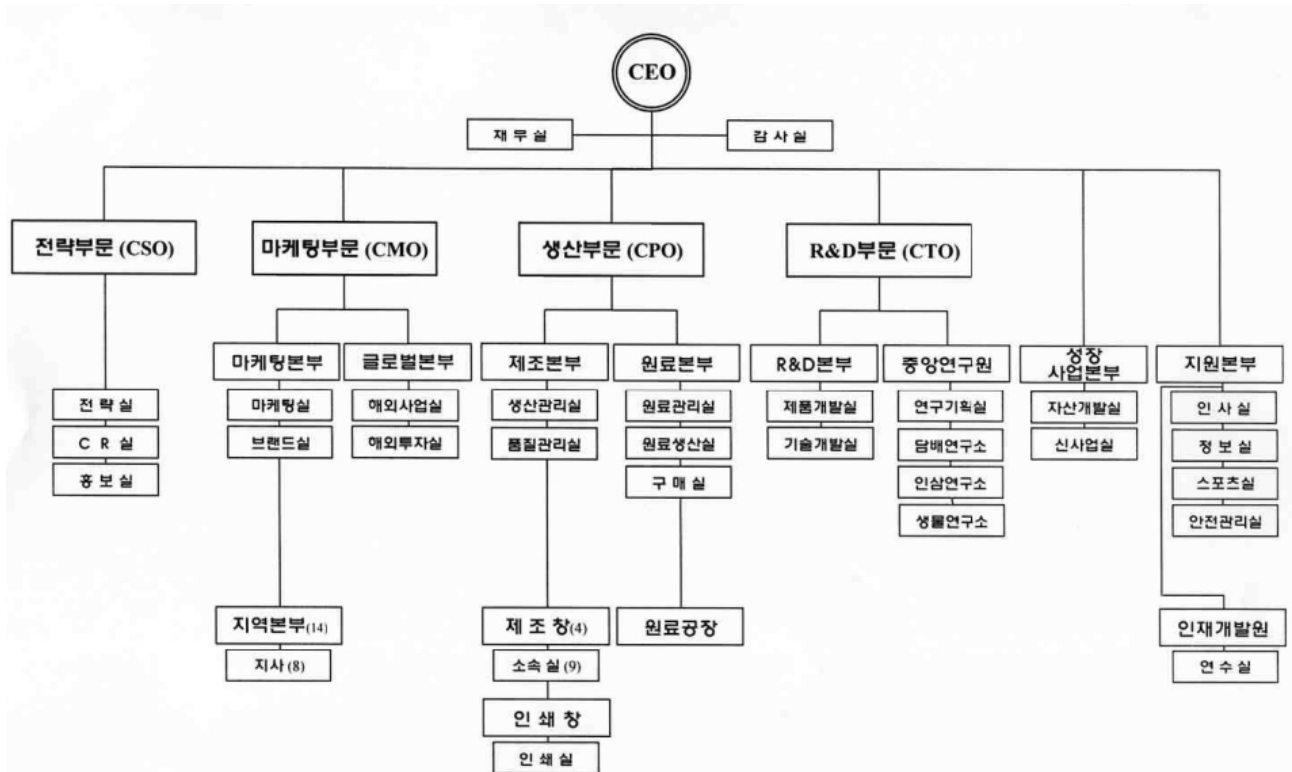 CEO
재 무 실
감 사 실
전략부문 (CSO)
마케팅부문 (CMO)
생산부문 (CPO)
R&D부문 (CTO)
마케팅본부
글로벌본부
제조본부
원료본부
R&D본부
중앙연구원
성장
사업본부
지원본부
전 략 실
C R 실
홍 보 실
마케팅실
브랜드실
해외사업실
해외투자실
생산관리실
품질관리실
원료관리실
원료생산실
구 매 실
제품개발실
기술개발실
연구기획실
담배연구소
인삼연구소
생물연구소
자산개발실
신사업실
인 사 실
정 보 실
스포츠실
안전관리실
지역본부(14)
지사(8)
제 조 창(4)
소속실(9)
인 쇄 창
인 쇄 실
원료공장
인재개발원
연 수 실